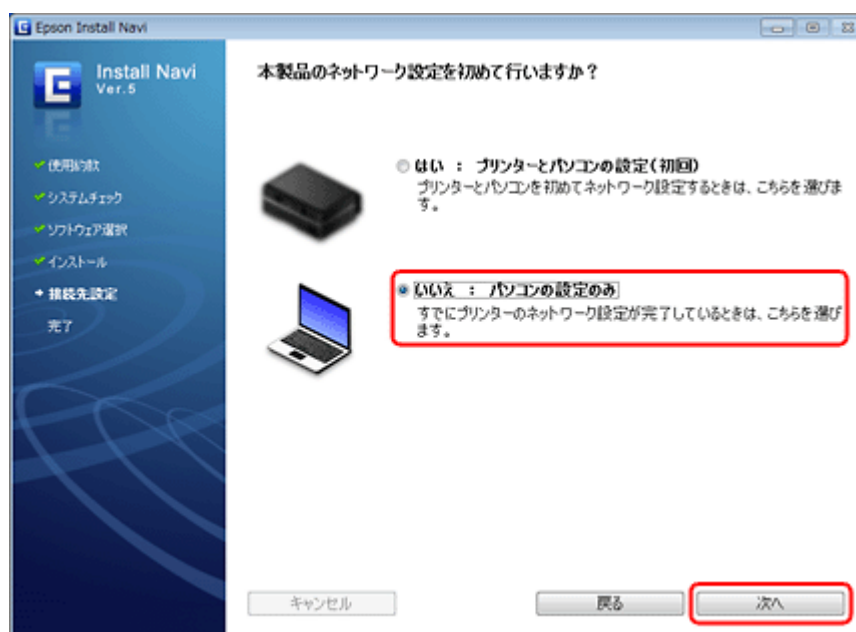 Epson Install Navi
Install Navi
Ver.5
本製品のネットワーク設定を初めて行いますか？
使用約款
システムチェック
ソフトウェア選択
インストール
接続先設定
完了
はい ： プリンターとパソコンの設定(初回)
プリンターとパソコンを初めてネットワーク設定するときは、こちらを選びま
す。
いいえ ： パソコンの設定のみ
すでにプリンターのネットワーク設定が完了しているときは、こちらを選び
ます。
キャンセル
戻る
次へ